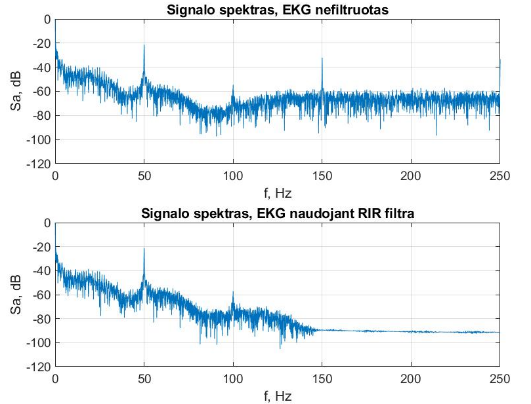 Signalo spektras, EKG nefiltruotas
0
-20
-40
-60
-80
-100
-120
Sa, dB
0 50 100 150 200 250
f, Hz
Signalo spektras, EKG naudojant RIR filtra
0
-20
-40
-60
-80
-100
-120
Sa, dB
0 50 100 150 200 250
f, Hz